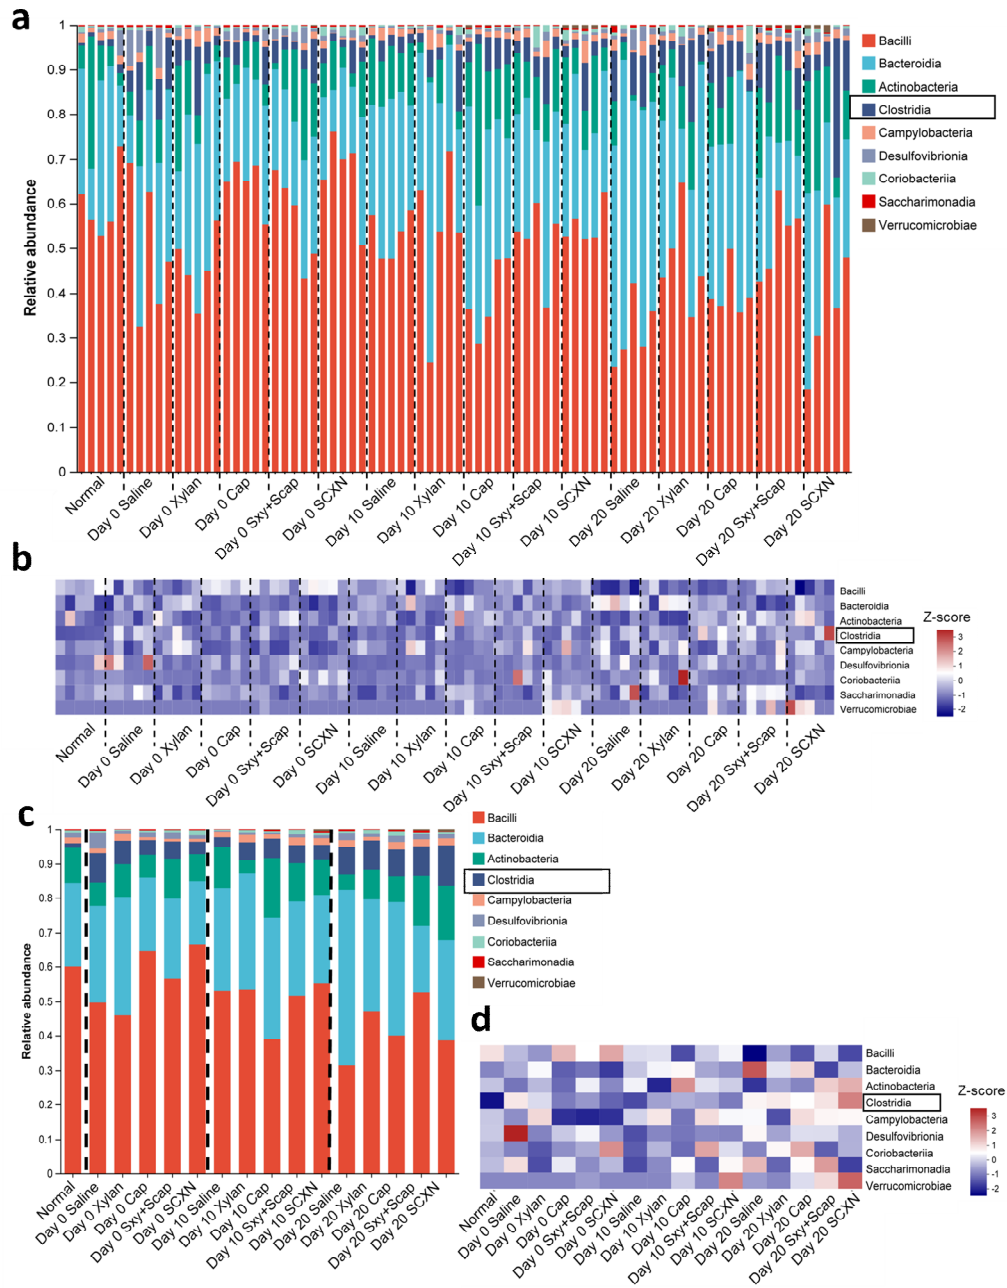 a
1
0.9
0.8
0.7
0.6
0.5
0.4
0.3
0.2
0.1
0
Relative abundance
Normal
Day 0 Saline
Day 0 Xylan
Day 0 Cap
Day 0 Sxy+Scap
Day 0 SCXN
Day 10 Saline
Day 10 Xylan
Day 10 Cap
Day 10 Sxy+Scap
Day 10 SCXN
Day 20 Saline
Day 20 Xylan
Day 20 Cap
Day 20 Sxy+Scap
Day 20 SCXN
Bacilli
Bacteroidia
Actinobacteria
Clostridia
Campylobacteria
Desulfovibrionia
Coriobacteriia
Saccharimonadia
Verrucomicrobiae
b
Bacilli
Bacteroidia
Actinobacteria
Clostridia
Campylobacteria
Desulfovibrionia
Coriobacteriia
Saccharimonadia
Verrucomicrobiae
Z-score
3
2
1
0
-1
-2
Normal
Day 0 Saline
Day 0 Xylan
Day 0 Cap
Day 0 Sxy+Scap
Day 0 SCXN
Day 10 Saline
Day 10 Xylan
Day 10 Cap
Day 10 Sxy+Scap
Day 10 SCXN
Day 20 Saline
Day 20 Xylan
Day 20 Cap
Day 20 Sxy+Scap
Day 20 SCXN
c
1
0.9
0.8
0.7
0.6
0.5
0.4
0.3
0.2
0.1
0
Relative abundance
Normal
Day 0 Saline
Day 0 Xylan
Day 0 Cap
Day 0 Sxy+Scap
Day 0 SCXN
Day 10 Saline
Day 10 Xylan
Day 10 Cap
Day 10 Sxy+Scap
Day 10 SCXN
Day 20 Saline
Day 20 Xylan
Day 20 Cap
Day 20 Sxy+Scap
Day 20 SCXN
Bacilli
Bacteroidia
Actinobacteria
Clostridia
Campylobacteria
Desulfovibrionia
Coriobacteriia
Saccharimonadia
Verrucomicrobiae
d
Bacilli
Bacteroidia
Actinobacteria
Clostridia
Campylobacteria
Desulfovibrionia
Coriobacteriia
Saccharimonadia
Verrucomicrobiae
Z-score
3
2
1
0
-1
-2
Normal
Day 0 Saline
Day 0 Xylan
Day 0 Cap
Day 0 Sxy+Scap
Day 0 SCXN
Day 10 Saline
Day 10 Xylan
Day 10 Cap
Day 10 Sxy+Scap
Day 10 SCXN
Day 20 Saline
Day 20 Xylan
Day 20 Cap
Day 20 Sxy+Scap
Day 20 SCXN